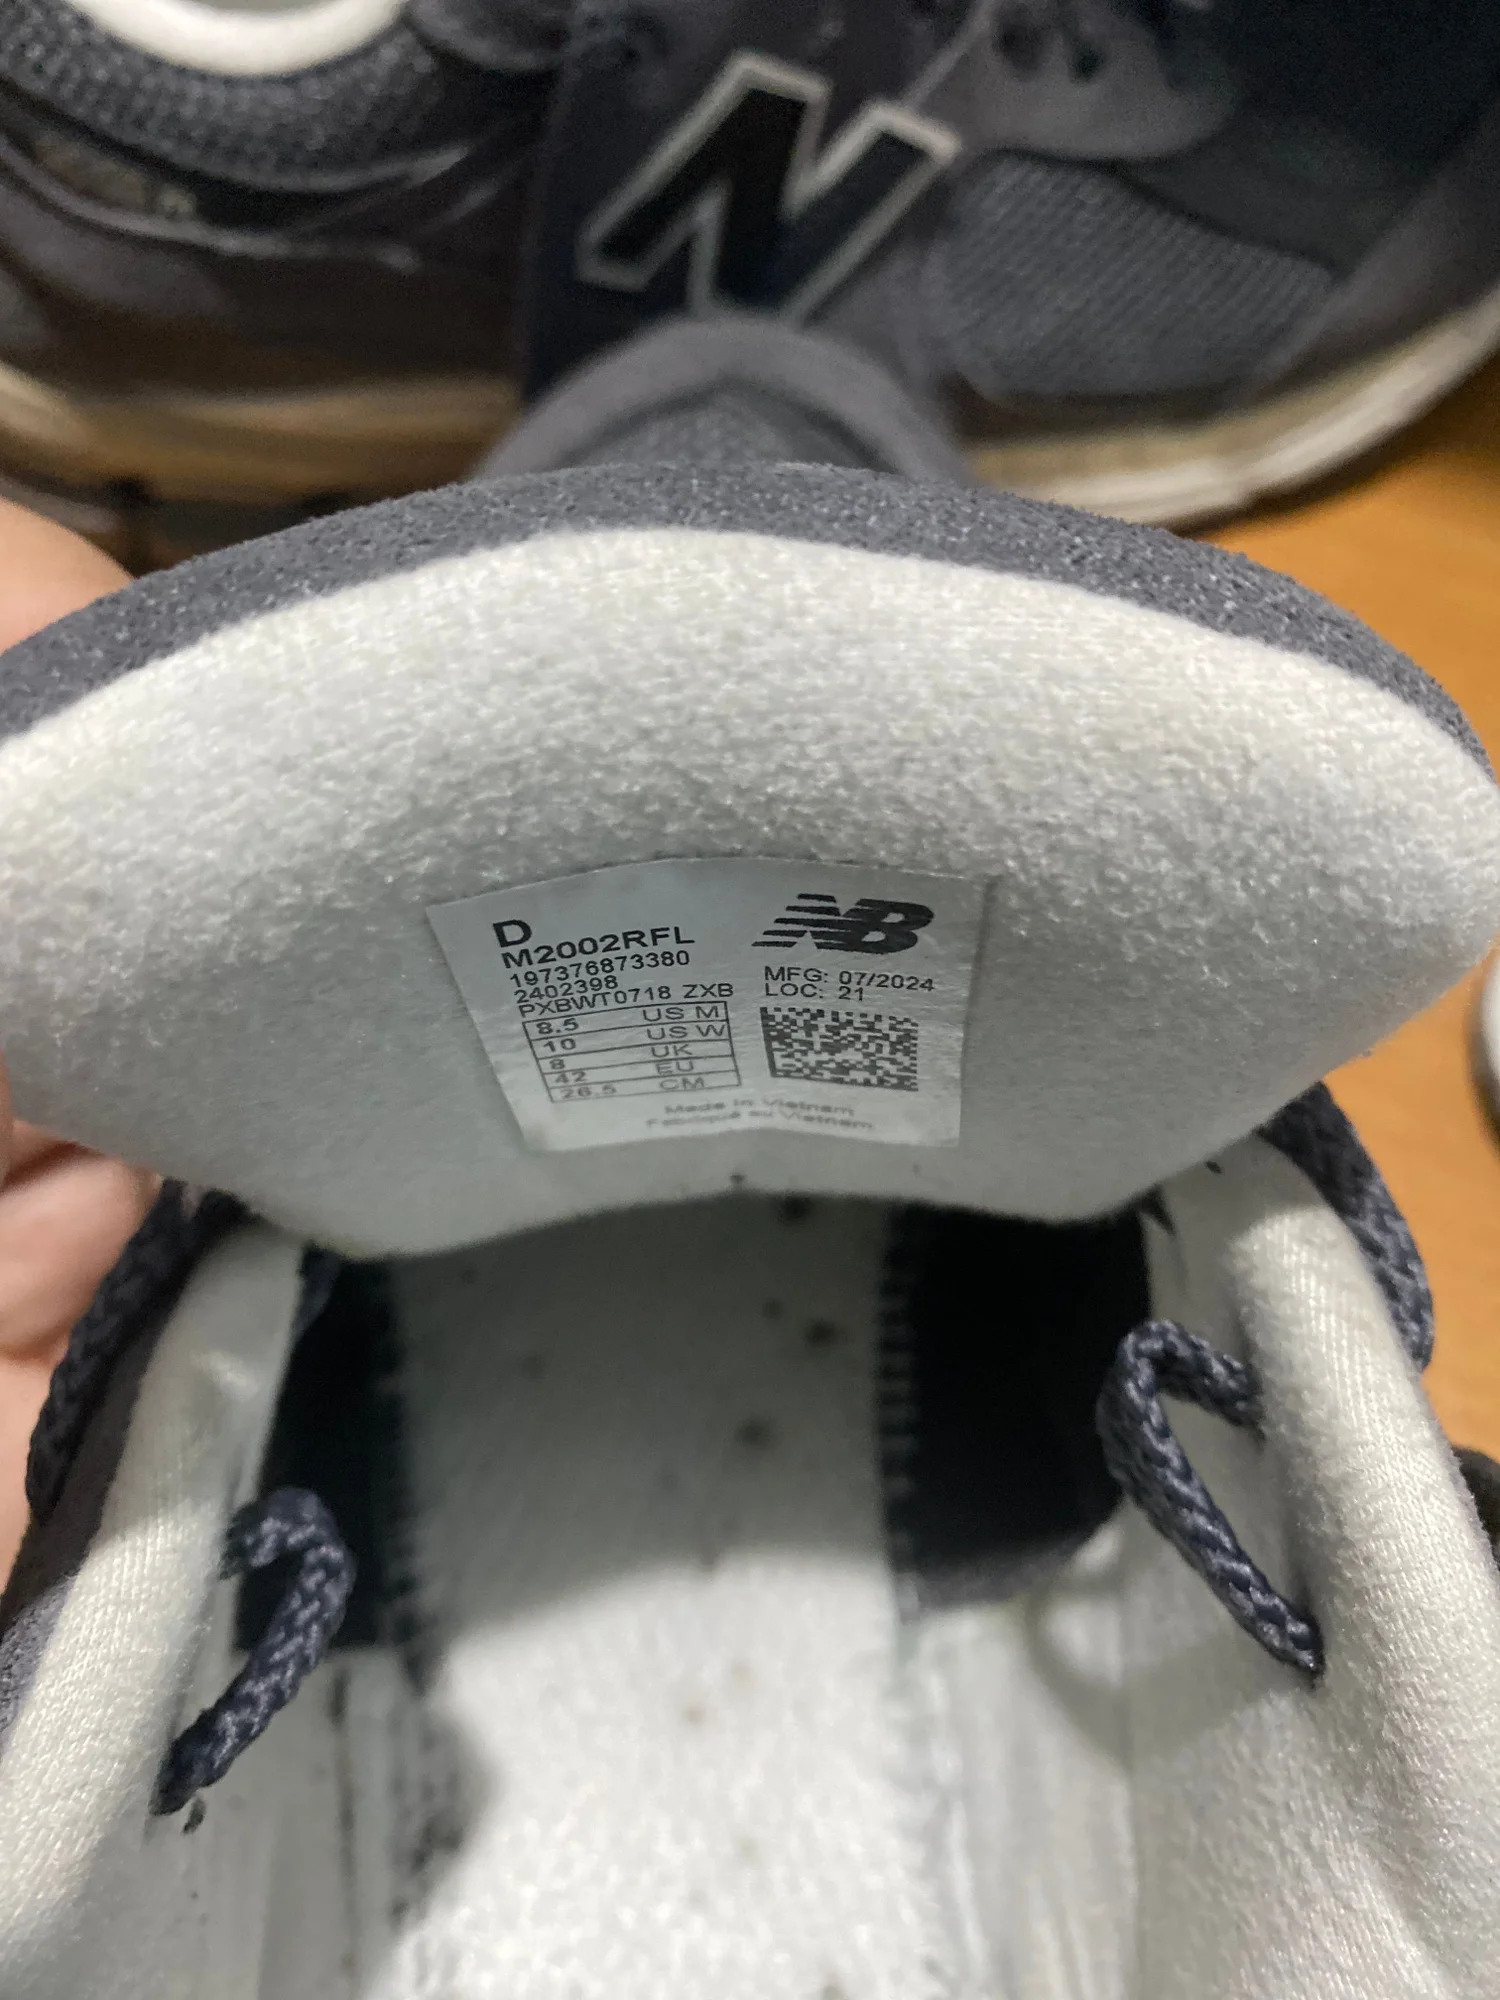 N
D
M2002RFL
197376873380
2402398
PXBWT0718 ZXB
8.5 US M
10 US W
8 UK
42 EU
26.5 CM
NB
MFG: 07/2024
LOC: 21
Made in Vietnam
Fabriqué au Vietnam